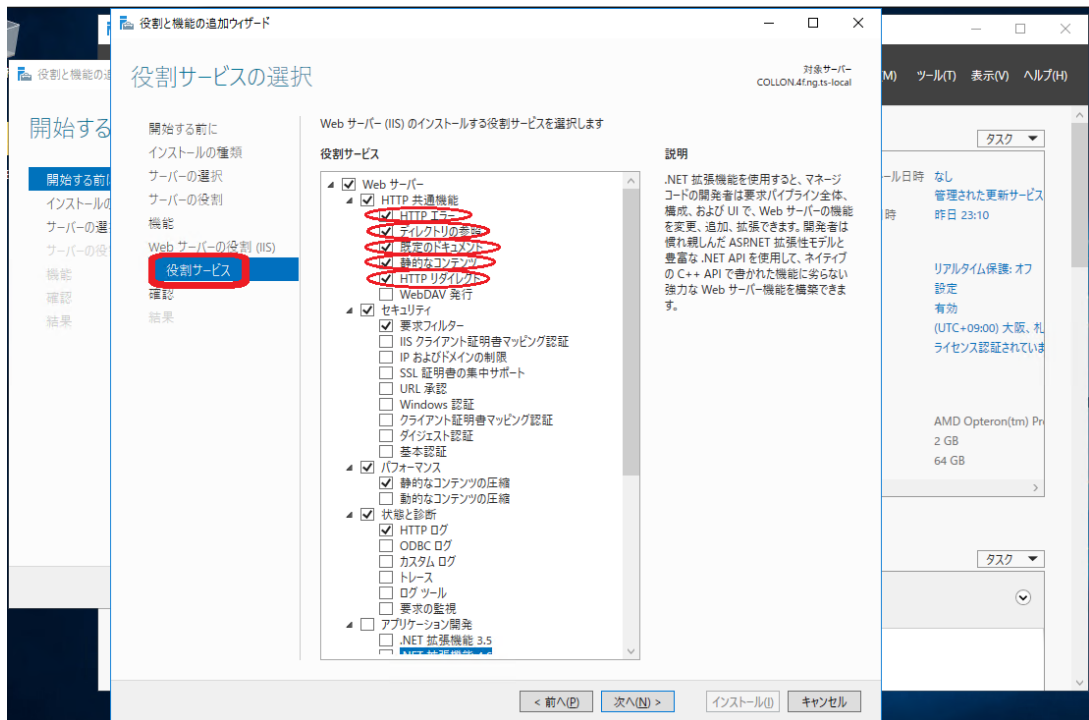 役割と機能の追加ウィザード
役割サービスの選択
対象サーバー
COLLON.4f.ng.ts-local
開始する前に
インストールの種類
サーバーの選択
サーバーの役割
機能
Web サーバーの役割 (IIS)
役割サービス
確認
結果
Web サーバー (IIS) のインストールする役割サービスを選択します
役割サービス
Web サーバー
HTTP 共通機能
HTTP エラー
ディレクトリの参照
既定のドキュメント
静的なコンテンツ
HTTP リダイレクト
WebDAV 発行
セキュリティ
要求フィルター
IIS クライアント証明書マッピング認証
IP およびドメインの制限
SSL 証明書の集中サポート
URL 承認
Windows 認証
クライアント証明書マッピング認証
ダイジェスト認証
基本認証
パフォーマンス
静的なコンテンツの圧縮
動的なコンテンツの圧縮
状態と診断
HTTP ログ
ODBC ログ
カスタム ログ
トレース
ログ ツール
要求の監視
アプリケーション開発
.NET 拡張機能 3.5
説明
.NET 拡張機能を使用すると、マネージ
コードの開発者は要求パイプライン全体、
構成、および UI で、Web サーバーの機能
を変更、追加、拡張できます。開発者は
慣れ親しんだ ASP.NET 拡張性モデルと
豊富な .NET API を使用して、ネイティブ
の C++ API で書かれた機能に劣らない
強力な Web サーバー機能を構築できま
す。
< 前へ(P)
次へ(N) >
インストール(I)
キャンセル
役割と機能の追
開始する
開始する前に
インストールの
サーバーの選
サーバーの役
機能
確認
結果
(M) ツール(T) 表示(V) ヘルプ(H)
タスク
ール日時 なし
管理された更新サービス
時 昨日 23:10
リアルタイム保護: オフ
設定
有効
(UTC+09:00) 大阪、札
ライセンス認証されていま
AMD Opteron(tm) Pr
2 GB
64 GB
タスク